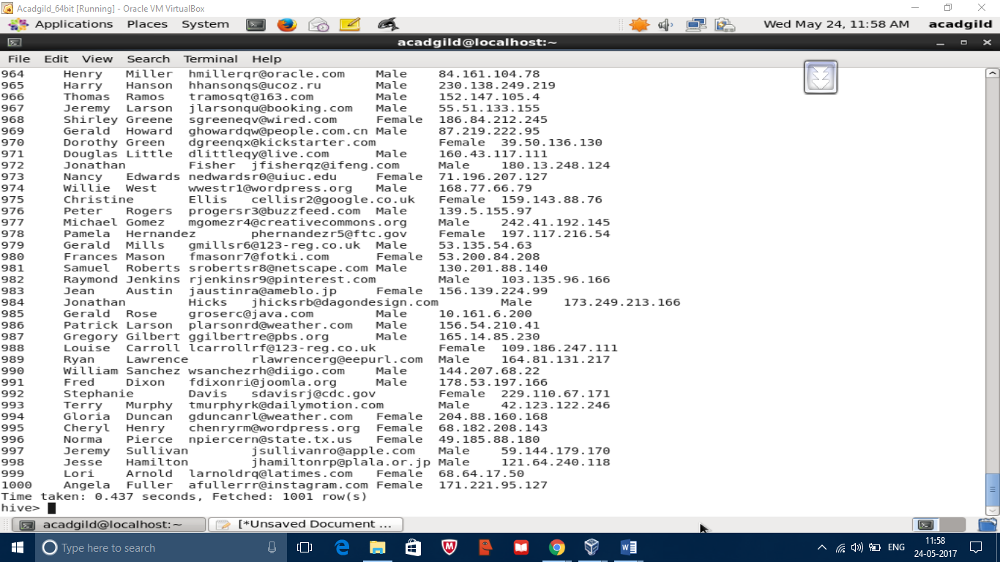 Acadgild_64bit [Running] - Oracle VM VirtualBox
Applications Places System Wed May 24, 11:58 AM acadgild
acadgild@localhost:~
File Edit View Search Terminal Help
964 Henry Miller hmillerqr@oracle.com Male 84.161.104.78
965 Harry Hanson hhansonqs@ucoz.ru Male 230.138.249.219
966 Thomas Ramos tramosqt@163.com Male 152.147.105.4
967 Jeremy Larson jlarsonqu@booking.com Male 55.51.133.155
968 Shirley Greene sgreeneqv@wired.com Female 186.84.212.245
969 Gerald Howard ghowardqw@people.com.cn Male 87.219.222.95
970 Dorothy Green dgreenqx@kickstarter.com Female 39.50.136.130
971 Douglas Little dlittleqy@live.com Male 160.43.117.111
972 Jonathan Fisher jfisherqz@ifeng.com Male 180.13.248.124
973 Nancy Edwards nedwardsr0@uiuc.edu Female 71.196.207.127
974 Willie West wwestr1@wordpress.org Male 168.77.66.79
975 Christine Ellis cellisr2@google.co.uk Female 159.143.88.76
976 Peter Rogers progersr3@buzzfeed.com Male 139.5.155.97
977 Michael Gomez mgomezr4@creativecommons.org Male 242.41.192.145
978 Pamela Hernandez phernandezr5@ftc.gov Female 197.117.216.54
979 Gerald Mills gmillsr6@123-reg.co.uk Male 53.135.54.63
980 Frances Mason fmasonr7@fotki.com Female 53.200.84.208
981 Samuel Roberts srobertsr8@netscape.com Male 130.201.88.140
982 Raymond Jenkins rjenkinsr9@pinterest.com Male 103.135.96.166
983 Jean Austin jaustinra@ameblo.jp Female 156.139.224.99
984 Jonathan Hicks jhicksrb@dagondesign.com Male 173.249.213.166
985 Gerald Rose groserc@java.com Male 10.161.6.200
986 Patrick Larson plarsonrd@weather.com Male 156.54.210.41
987 Gregory Gilbert ggilbertre@pbs.org Male 165.14.85.230
988 Louise Carroll lcarrollrf@123-reg.co.uk Female 109.186.247.111
989 Ryan Lawrence rlawrencerg@eepurl.com Male 164.81.131.217
990 William Sanchez wsanchezrh@diigo.com Male 144.207.68.22
991 Fred Dixon fdixonri@joomla.org Male 178.53.197.166
992 Stephanie Davis sdavisrj@cdc.gov Female 229.110.67.171
993 Terry Murphy tmurphyrk@dailymotion.com Male 42.123.122.246
994 Gloria Duncan gduncanrl@weather.com Female 204.88.160.168
995 Cheryl Henry chenryrm@wordpress.org Female 68.182.208.143
996 Norma Pierce npiercern@state.tx.us Female 49.185.88.180
997 Jeremy Sullivan jsullivanro@apple.com Male 59.144.179.170
998 Jesse Hamilton jhamiltonrp@plala.or.jp Male 121.64.240.118
999 Lori Arnold larnoldrq@latimes.com Female 68.64.17.50
1000 Angela Fuller afullerrr@instagram.com Female 171.221.95.127
Time taken: 0.437 seconds, Fetched: 1001 row(s)
hive>
acadgild@localhost:~ [*Unsaved Document ...
Type here to search ENG 11:58
24-05-2017